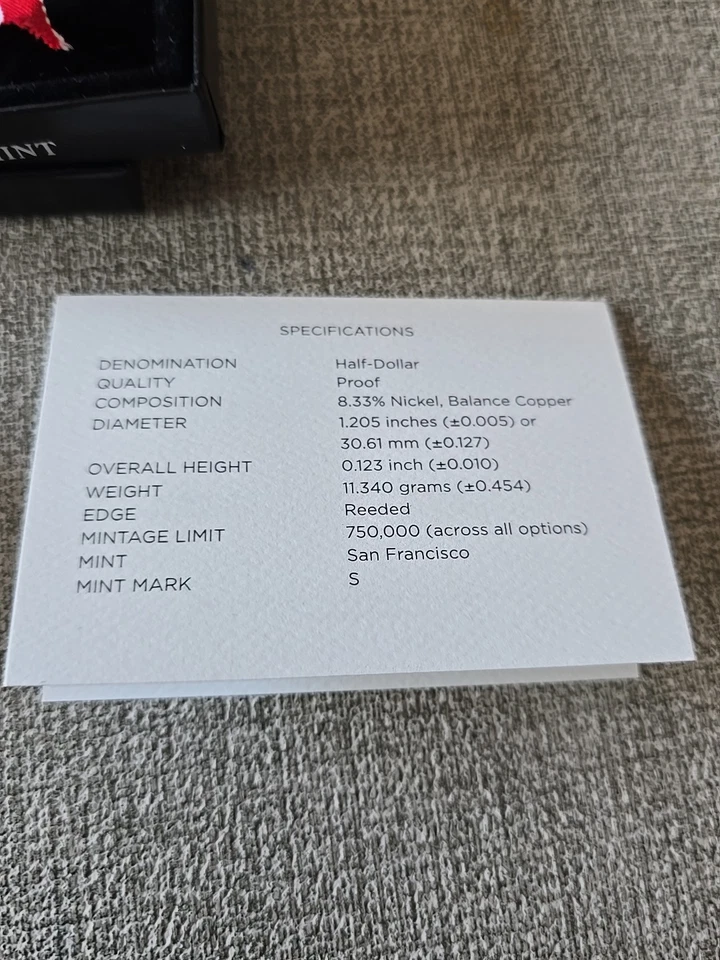 INT
SPECIFICATIONS
DENOMINATION Half-Dollar
QUALITY Proof
COMPOSITION 8.33% Nickel, Balance Copper
DIAMETER 1.205 inches (±0.005) or
30.61 mm (±0.127)
OVERALL HEIGHT 0.123 inch (±0.010)
WEIGHT 11.340 grams (±0.454)
EDGE Reeded
MINTAGE LIMIT 750,000 (across all options)
MINT San Francisco
MINT MARK S